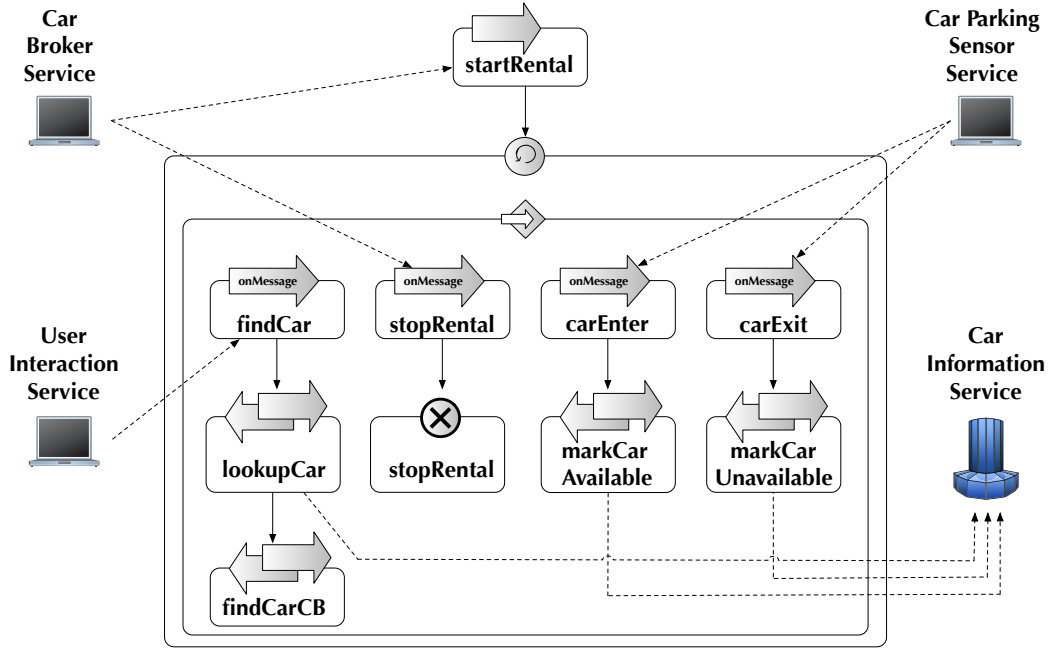 Car
Broker
Service
startRental
Car Parking
Sensor
Service
onMessage
findCar
onMessage
stopRental
onMessage
carEnter
onMessage
carExit
User
Interaction
Service
Car
Information
Service
lookupCar
stopRental
markCar
Available
markCar
Unavailable
findCarCB